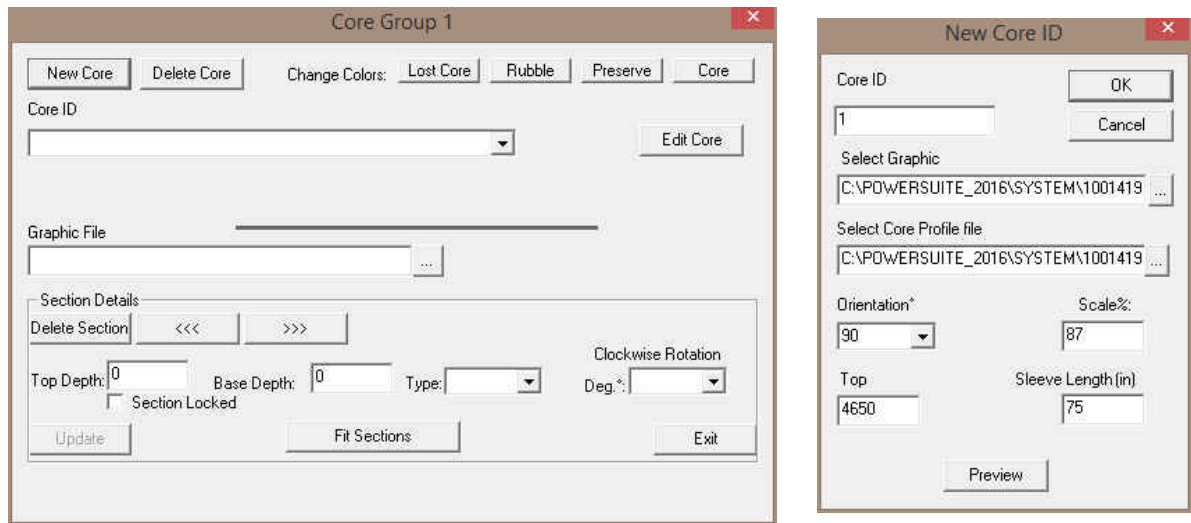 Core Group 1
New Core Delete Core Change Colors: Lost Core Rubble Preserve Core
Core ID
Edit Core
Graphic File
...
Section Details
Delete Section <<< >>>
Clockwise Rotation
Top Depth: 0 Base Depth: 0 Type: Deg.*:
Section Locked
Update Fit Sections Exit
New Core ID
Core ID
OK
1
Cancel
Select Graphic
C:\POWERSUITE_2016\SYSTEM\1001419 ...
Select Core Profile file
C:\POWERSUITE_2016\SYSTEM\1001419 ...
Orientation* Scale%:
90 87
Top Sleeve Length(in)
4650 75
Preview